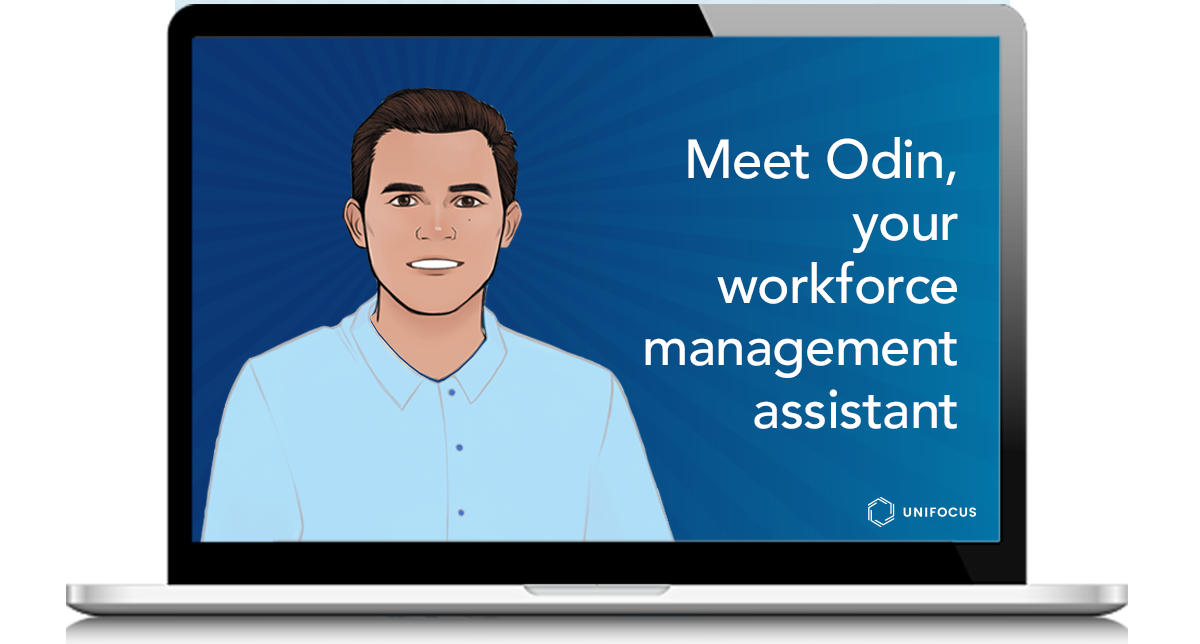 Meet Odin,
your
workforce
management
assistant
UNIFOCUS